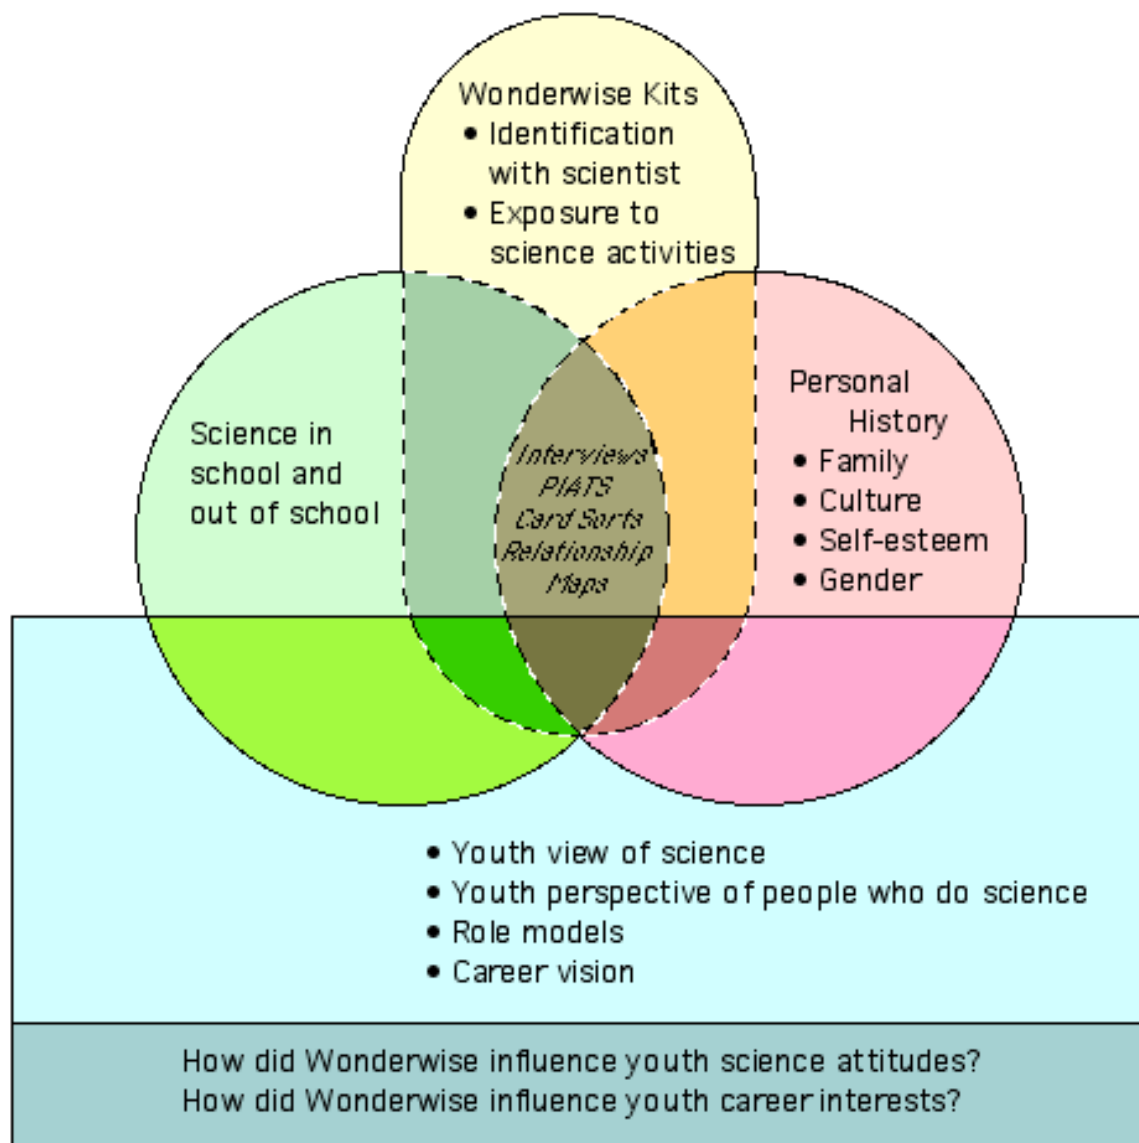 Wonderwise Kits
• Identification
with scientist
• Exposure to
science activities
Science in
school and
out of school
Interviews
PIATS
Card Sorts
Relationship
Maps
Personal
History
• Family
• Culture
• Self-esteem
• Gender
• Youth view of science
• Youth perspective of people who do science
• Role models
• Career vision
How did Wonderwise influence youth science attitudes?
How did Wonderwise influence youth career interests?